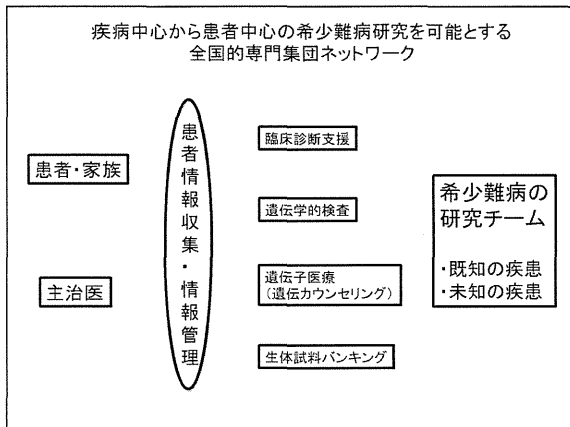 疾病中心から患者中心の希少難病研究を可能とする
全国的専門集団ネットワーク
患者・家族
主治医
患者情報収集・情報管理
臨床診断支援
遺伝学的検査
遺伝子医療
(遺伝カウンセリング)
生体試料バンキング
希少難病の
研究チーム
・既知の疾患
・未知の疾患